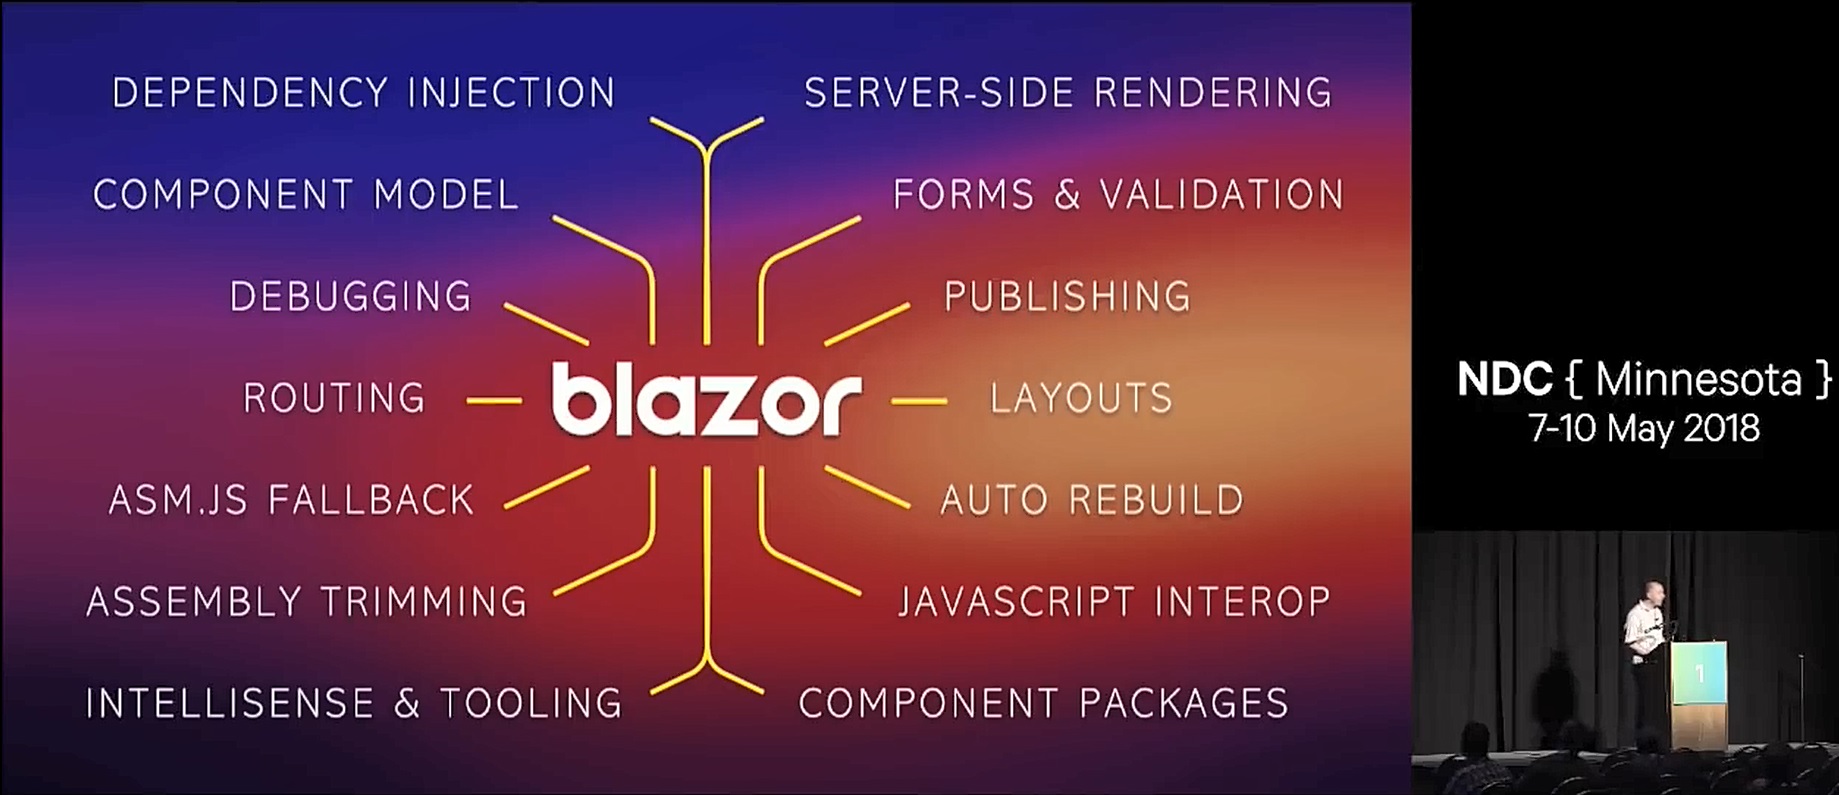 DEPENDENCY INJECTION
SERVER-SIDE RENDERING
COMPONENT MODEL
FORMS & VALIDATION
DEBUGGING
PUBLISHING
ROUTING
blazor
LAYOUTS
ASM.JS FALLBACK
AUTO REBUILD
ASSEMBLY TRIMMING
JAVASCRIPT INTEROP
INTELLISENSE & TOOLING
COMPONENT PACKAGES
NDC { Minnesota }
7-10 May 2018
1